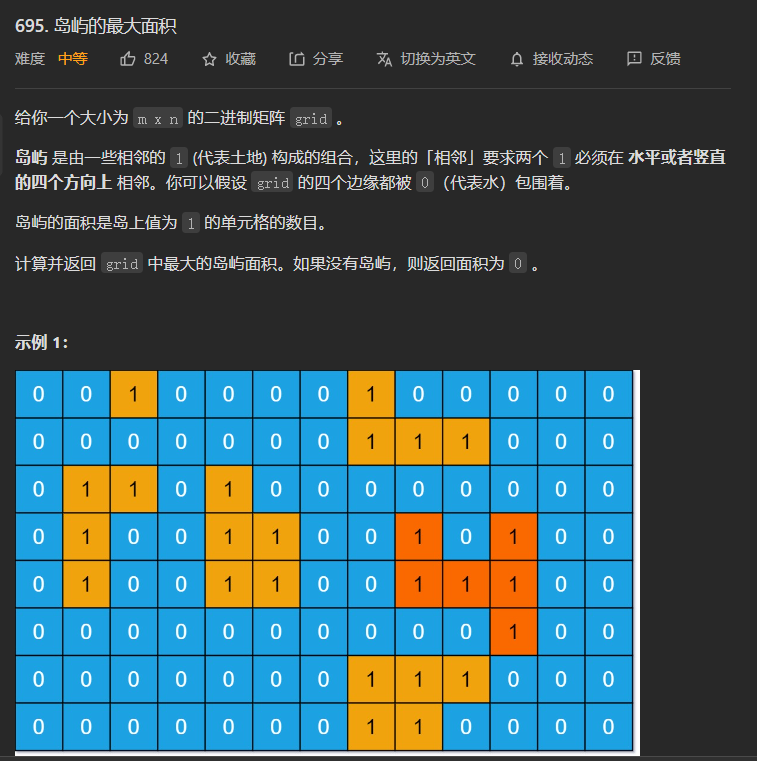 695. 岛屿的最大面积
难度 中等 824 收藏 分享 切换为英文 接收动态 反馈
给你一个大小为 m x n 的二进制矩阵 grid 。
岛屿 是由一些相邻的 1 (代表土地) 构成的组合，这里的「相邻」要求两个 1 必须在 水平或者竖直
的四个方向上 相邻。你可以假设 grid 的四个边缘都被 0（代表水）包围着。
岛屿的面积是岛上值为 1 的单元格的数目。
计算并返回 grid 中最大的岛屿面积。如果没有岛屿，则返回面积为 0 。
示例 1：
0 0 1 0 0 0 0 1 0 0 0 0 0
0 0 0 0 0 0 0 1 1 1 0 0 0
0 1 1 0 1 0 0 0 0 0 0 0 0
0 1 0 0 1 1 0 0 1 0 1 0 0
0 1 0 0 1 1 0 0 1 1 1 0 0
0 0 0 0 0 0 0 0 0 0 1 0 0
0 0 0 0 0 0 0 1 1 1 0 0 0
0 0 0 0 0 0 0 1 1 0 0 0 0